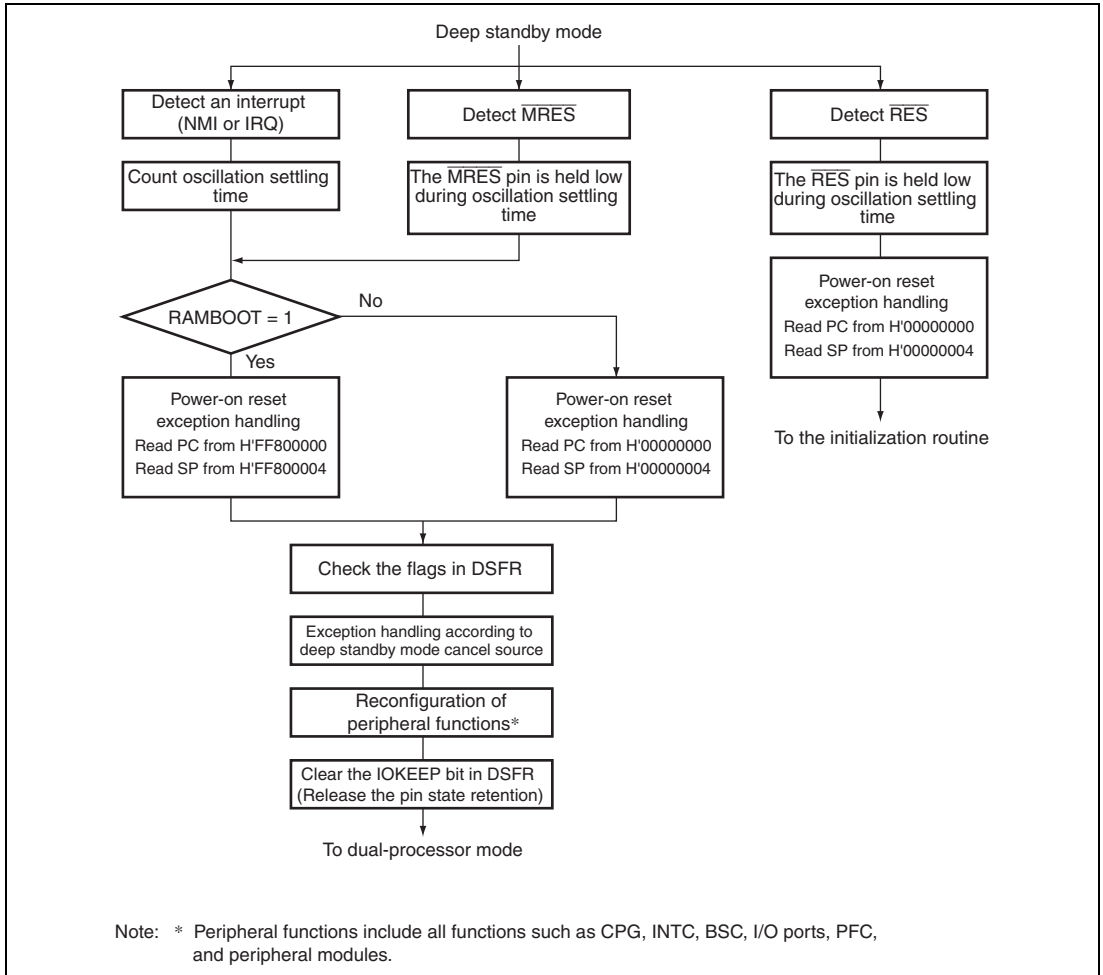 Deep standby mode
Detect an interrupt
(NMI or IRQ)
Detect M̅R̅E̅S̅
Detect R̅E̅S̅
Count oscillation settling
time
The M̅R̅E̅S̅ pin is held low
during oscillation settling
time
The R̅E̅S̅ pin is held low
during oscillation settling
time
Power-on reset
exception handling
Read PC from H'00000000
Read SP from H'00000004
To the initialization routine
RAMBOOT = 1
No
Yes
Power-on reset
exception handling
Read PC from H'FF800000
Read SP from H'FF800004
Power-on reset
exception handling
Read PC from H'00000000
Read SP from H'00000004
Check the flags in DSFR
Exception handling according to
deep standby mode cancel source
Reconfiguration of
peripheral functions*
Clear the IOKEEP bit in DSFR
(Release the pin state retention)
To dual-processor mode
Note: * Peripheral functions include all functions such as CPG, INTC, BSC, I/O ports, PFC,
and peripheral modules.